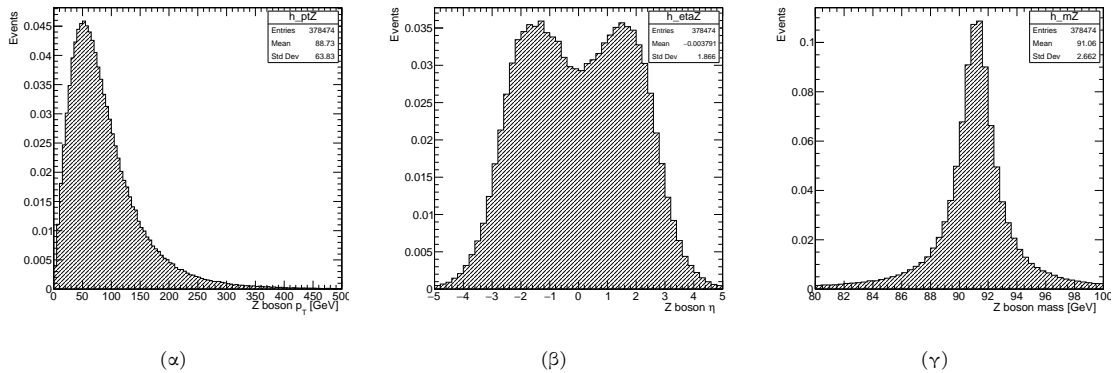 Events
h_ptZ
Entries 378474
Mean 88.73
Std Dev 63.83
0.045
0.04
0.035
0.03
0.025
0.02
0.015
0.01
0.005
0
0 50 100 150 200 250 300 350 400 450 500
Z boson p_T [GeV]
(α)
Events
h_etaZ
Entries 378474
Mean −0.003791
Std Dev 1.866
0.035
0.03
0.025
0.02
0.015
0.01
0.005
0
−5 −4 −3 −2 −1 0 1 2 3 4 5
Z boson η
(β)
Events
h_mZ
Entries 378474
Mean 91.06
Std Dev 2.662
0.1
0.08
0.06
0.04
0.02
0
80 82 84 86 88 90 92 94 96 98 100
Z boson mass [GeV]
(γ)